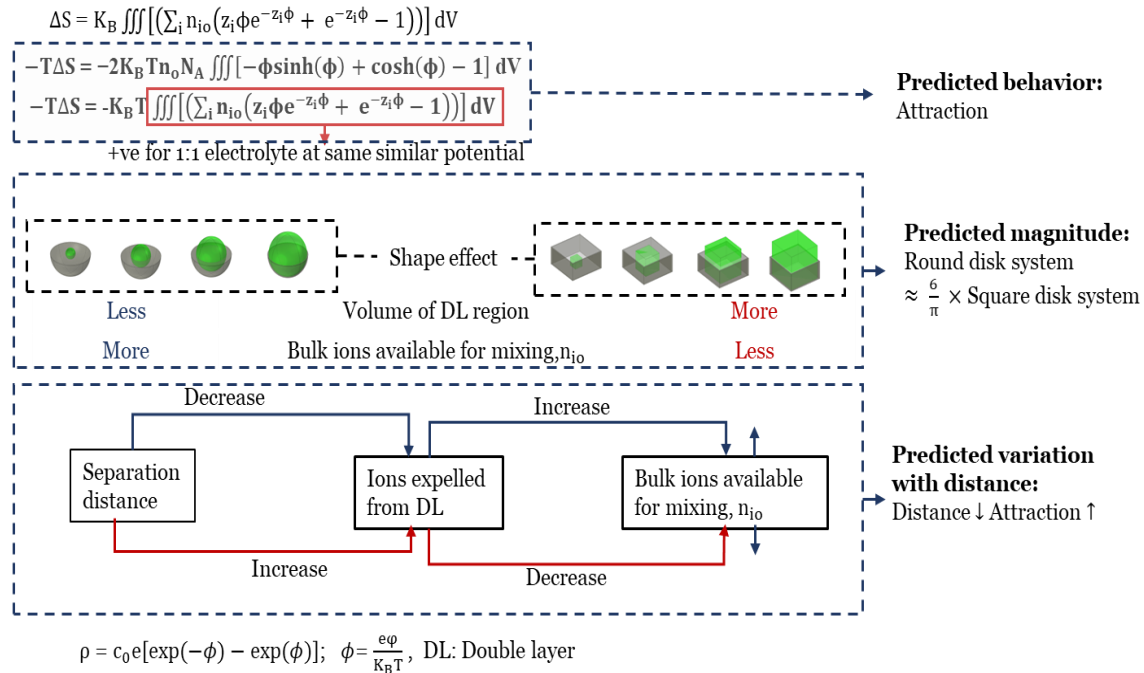 ΔS = K_B ∭[(∑_i n_io(z_iϕe^{-z_iϕ} + e^{-z_iϕ} − 1))] dV
−TΔS = −2K_BTn_oN_A ∭[−ϕsinh(ϕ) + cosh(ϕ) − 1] dV
−TΔS = -K_BT∭[(∑_i n_io(z_iϕe^{-z_iϕ} + e^{-z_iϕ} − 1))] dV
+ve for 1:1 electrolyte at same similar potential
Predicted behavior:
Attraction
Shape effect
Less
Volume of DL region
More
More
Bulk ions available for mixing,n_io
Less
Predicted magnitude:
Round disk system
≈ 6/π × Square disk system
Decrease
Increase
Separation
distance
Ions expelled
from DL
Bulk ions available
for mixing, n_io
Increase
Decrease
Predicted variation
with distance:
Distance ↓ Attraction ↑
ρ = c_0e[exp(−ϕ) − exp(ϕ)]; ϕ= eφ/K_BT, DL: Double layer